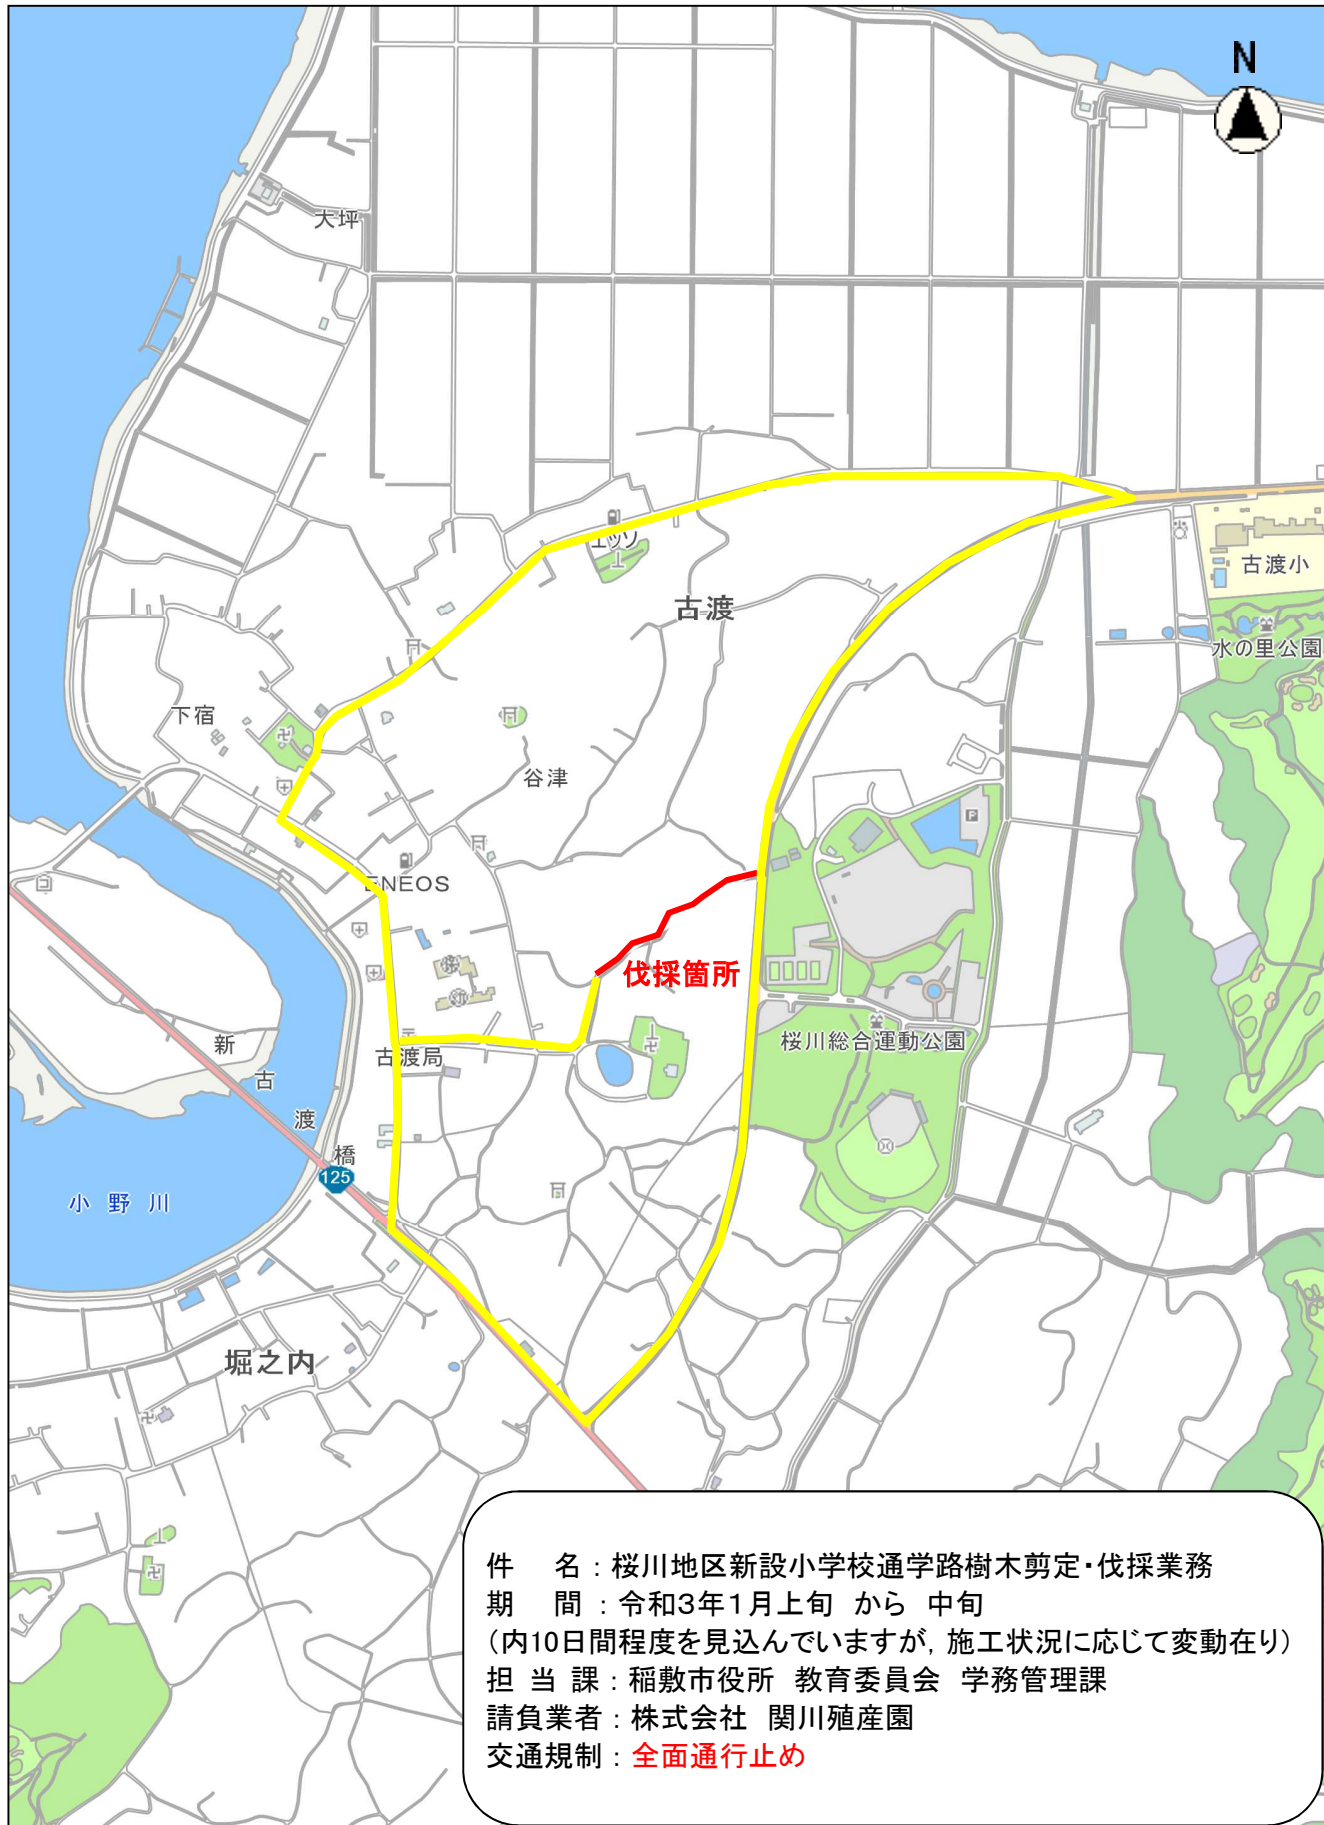 N
大坪
エッソ
古渡
古渡小
水の里公園
下宿
谷津
P
ENEOS
伐採箇所
新古渡橋
古渡局
桜川総合運動公園
125
小野川
堀之内
件　名：桜川地区新設小学校通学路樹木剪定・伐採業務
期　間：令和3年1月上旬 から 中旬
（内10日間程度を見込んでいますが，施工状況に応じて変動在り）
担当課：稲敷市役所 教育委員会 学務管理課
請負業者：株式会社 関川殖産園
交通規制：全面通行止め